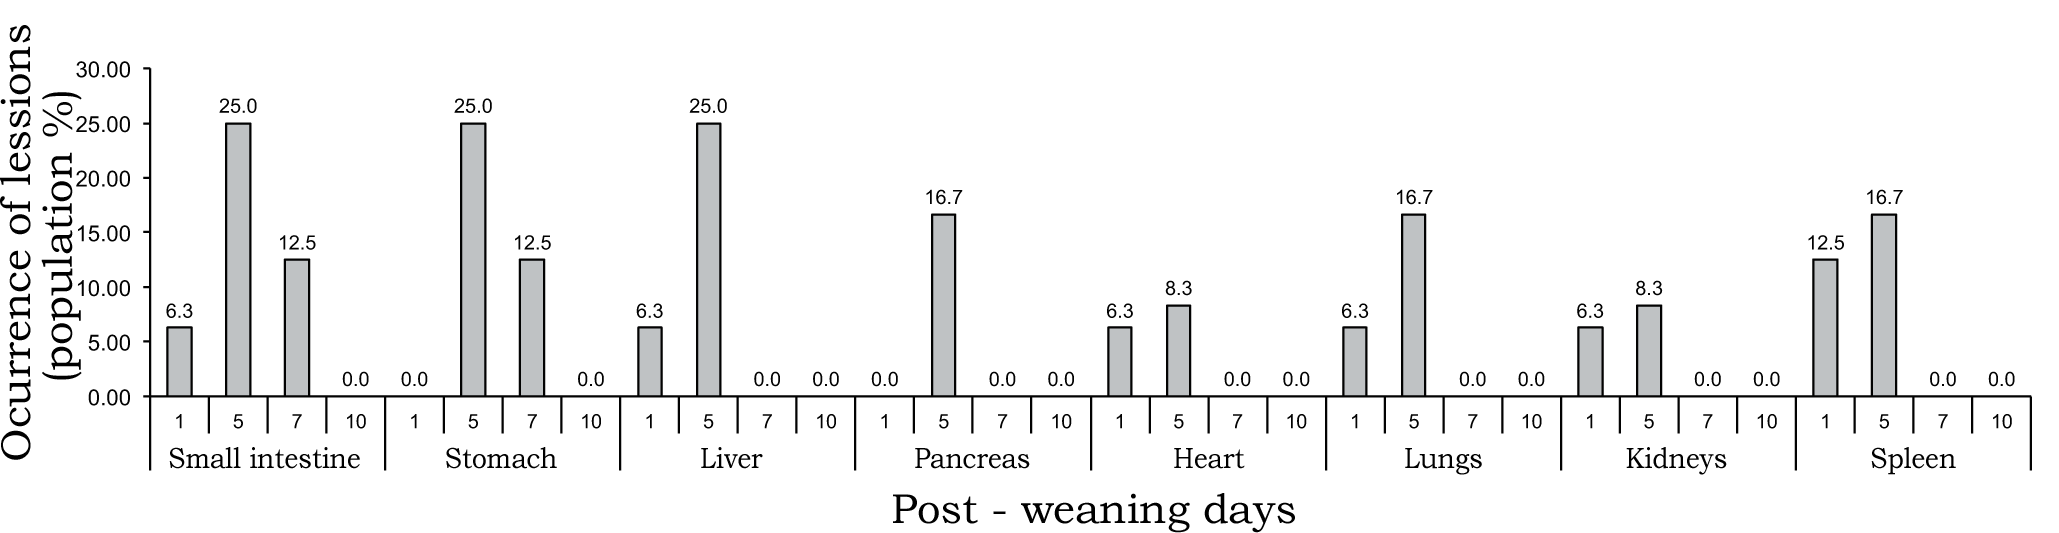 Ocurrence of lessions
(population %)
30.00
25.00
20.00
15.00
10.00
5.00
0.00
6.3 25.0 12.5 0.0 0.0 25.0 12.5 0.0 6.3 25.0 0.0 0.0 0.0 16.7 0.0 0.0 6.3 8.3 0.0 0.0 6.3 16.7 0.0 0.0 6.3 8.3 0.0 0.0 12.5 16.7 0.0 0.0
1 5 7 10 1 5 7 10 1 5 7 10 1 5 7 10 1 5 7 10 1 5 7 10 1 5 7 10 1 5 7 10
Small intestine Stomach Liver Pancreas Heart Lungs Kidneys Spleen
Post - weaning days